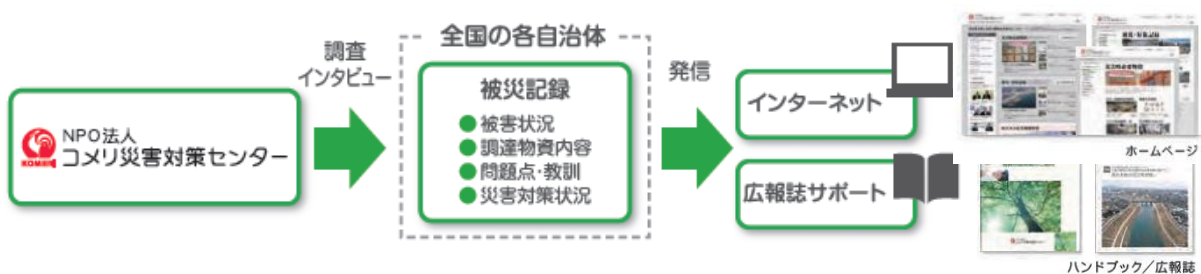 NPO法人
コメリ災害対策センター
KOMERI
調査
インタビュー
全国の各自治体
被災記録
●被害状況
●調達物資内容
●問題点・教訓
●災害対策状況
発信
インターネット
広報誌サポート
ホームページ
ハンドブック/広報誌